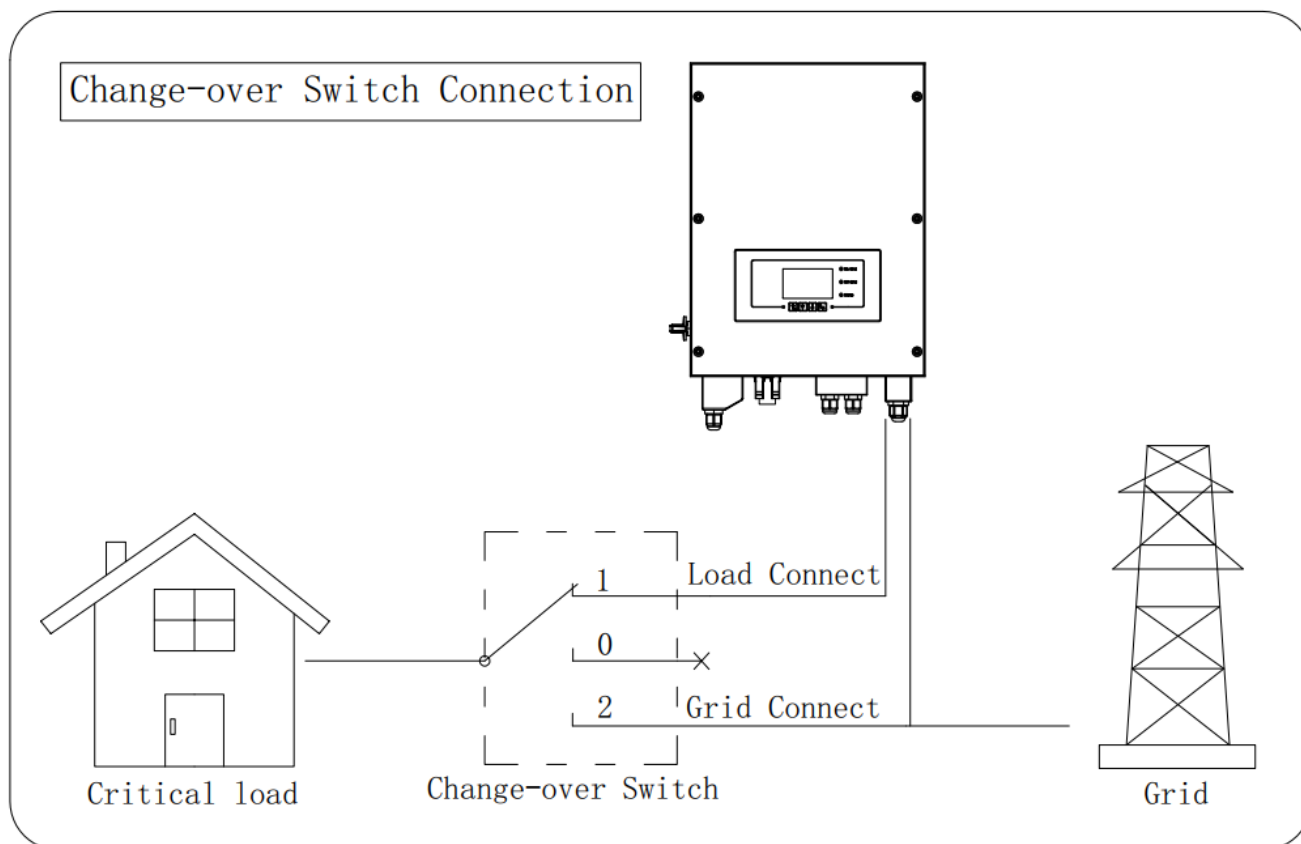 Change-over Switch Connection
1 Load Connect
0
2 Grid Connect
Critical load
Change-over Switch
Grid